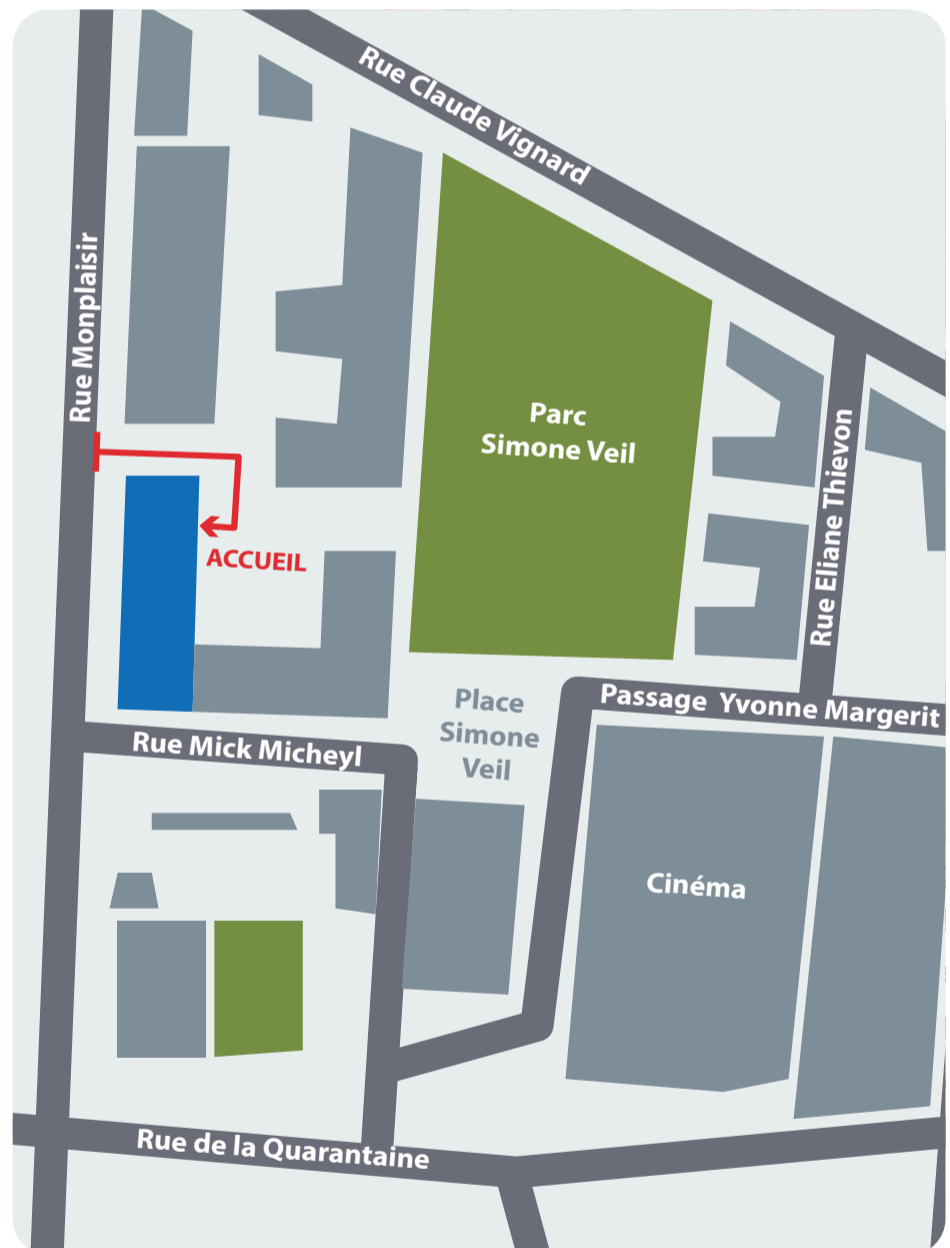 Rue Claude Vignard
Rue Monplaisir
Parc
Simone Veil
Rue Eliane Thievon
ACCUEIL
Passage Yvonne Margerit
Place
Simone
Veil
Rue Mick Micheyl
Cinéma
Rue de la Quarantaine